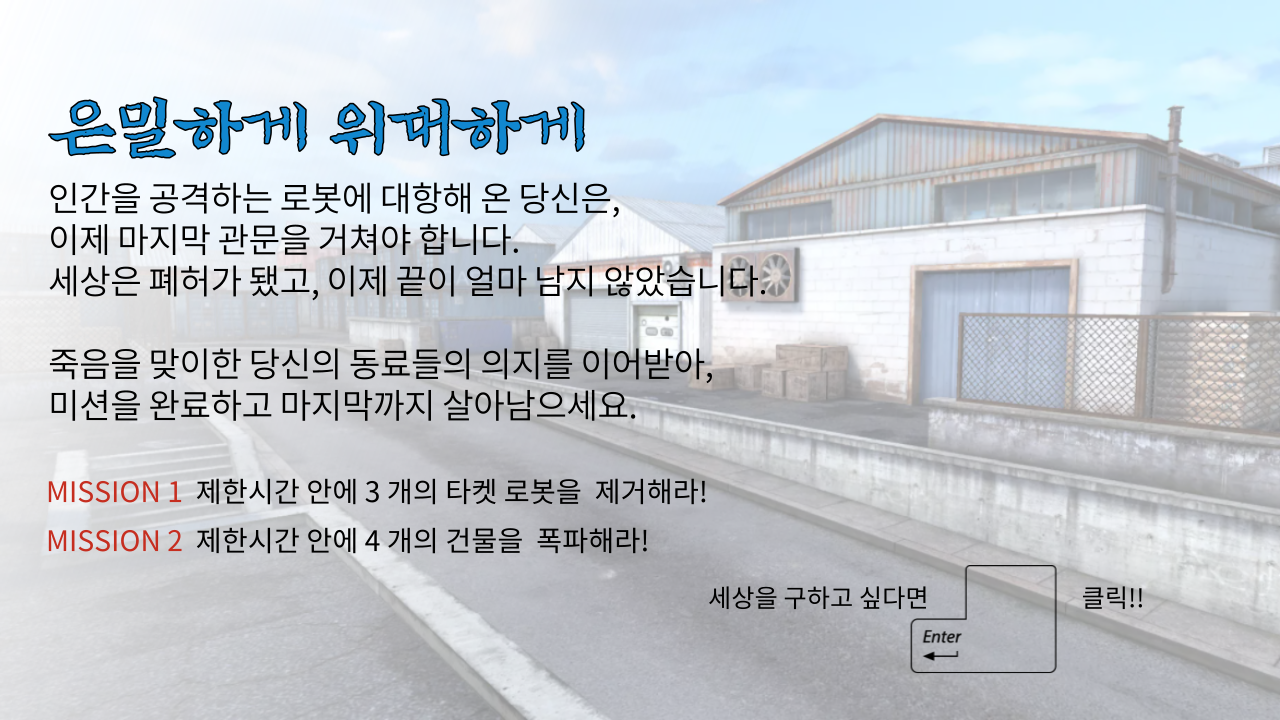 은밀하게 위대하게
인간을 공격하는 로봇에 대항해 온 당신은,
이제 마지막 관문을 거쳐야 합니다.
세상은 폐허가 됐고, 이제 끝이 얼마 남지 않았습니다.
죽음을 맞이한 당신의 동료들의 의지를 이어받아,
미션을 완료하고 마지막까지 살아남으세요.
MISSION 1 제한시간 안에 3 개의 타켓 로봇을 제거해라!
MISSION 2 제한시간 안에 4 개의 건물을 폭파해라!
세상을 구하고 싶다면 Enter 클릭!!